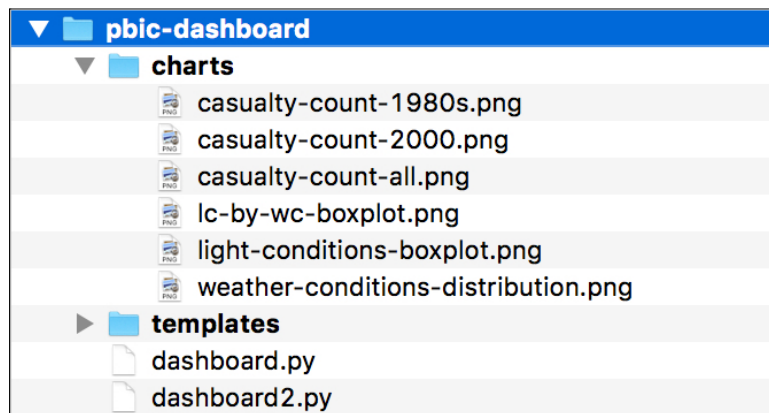 pbic-dashboard
charts
casualty-count-1980s.png
casualty-count-2000.png
casualty-count-all.png
lc-by-wc-boxplot.png
light-conditions-boxplot.png
weather-conditions-distribution.png
templates
dashboard.py
dashboard2.py